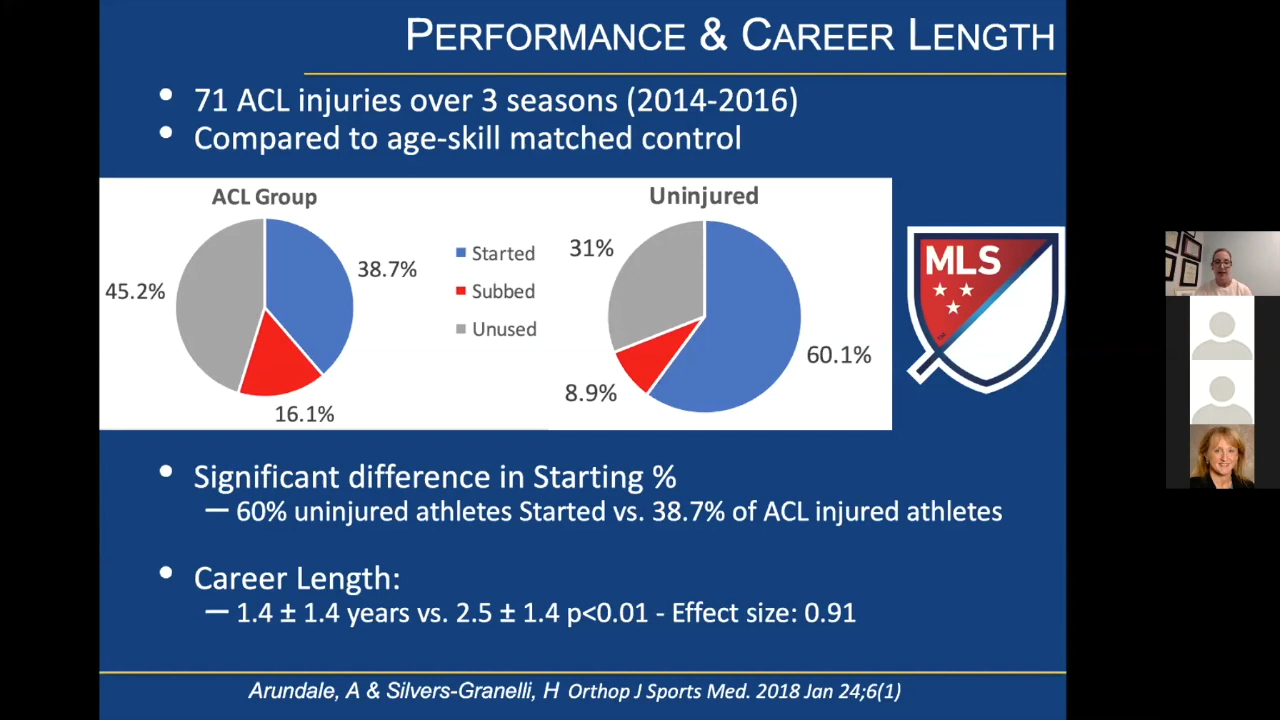 PERFORMANCE & CAREER LENGTH
• 71 ACL injuries over 3 seasons (2014-2016)
• Compared to age-skill matched control
ACL Group
38.7%
16.1%
45.2%
Started
Subbed
Unused
Uninjured
31%
60.1%
8.9%
MLS
TM
• Significant difference in Starting %
– 60% uninjured athletes Started vs. 38.7% of ACL injured athletes
• Career Length:
– 1.4 ± 1.4 years vs. 2.5 ± 1.4 p<0.01 - Effect size: 0.91
Arundale, A & Silvers-Granelli, H Orthop J Sports Med. 2018 Jan 24;6(1)